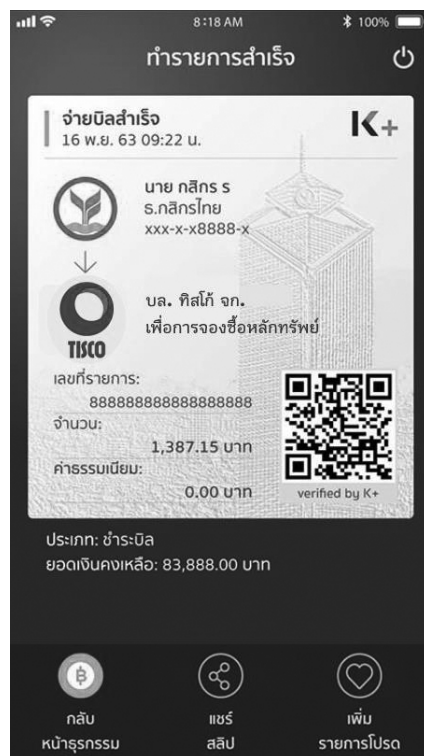 8:18 AM
100%
ทำรายการสำเร็จ
จ่ายบิลสำเร็จ
16 พ.ย. 63 09:22 น.
K+
นาย กสิกร ร
ธ.กสิกรไทย
xxx-x-x8888-x
บล. ทิสโก้ จก.
เพื่อการจองซื้อหลักทรัพย์
TISCO
เลขที่รายการ:
888888888888888888
จำนวน:
1,387.15 บาท
ค่าธรรมเนียม:
0.00 บาท
verified by K+
ประเภท: ชำระบิล
ยอดเงินคงเหลือ: 83,888.00 บาท
กลับ
หน้าธุรกรรม
แชร์
สลิป
เพิ่ม
รายการโปรด